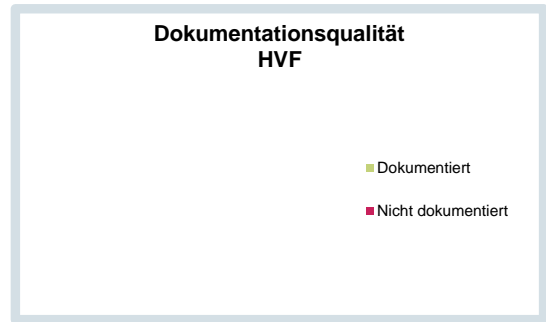 Dokumentationsqualität
HVF
Dokumentiert
Nicht dokumentiert